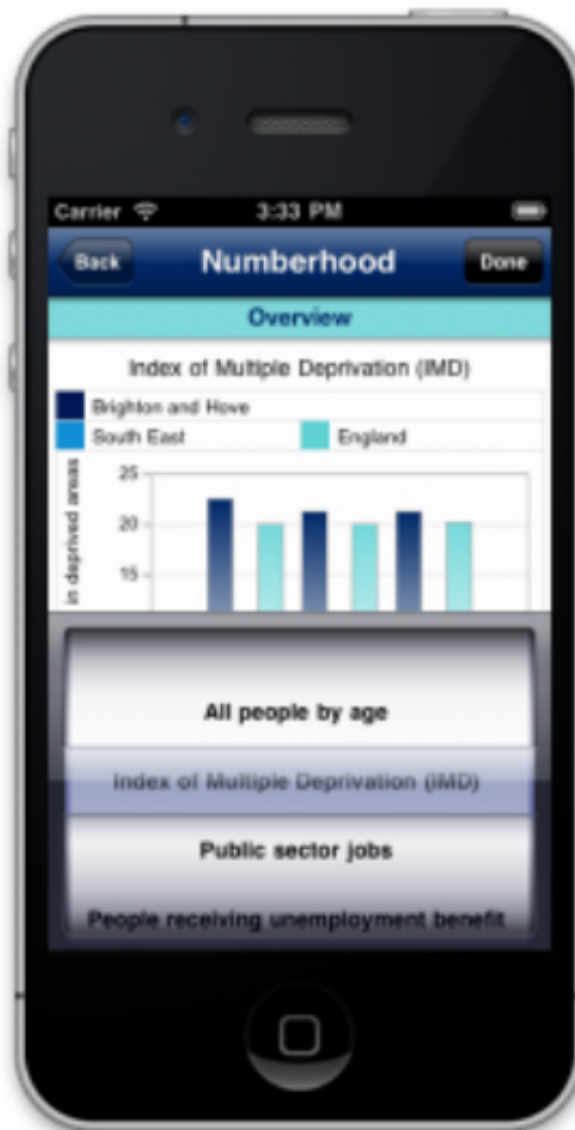 Carrier 3:33 PM
Back Numberhood Done
Overview
Index of Multiple Deprivation (IMD)
Brighton and Hove
South East England
in deprived areas
25
20
15
All people by age
Index of Multiple Deprivation (IMD)
Public sector jobs
People receiving unemployment benefit